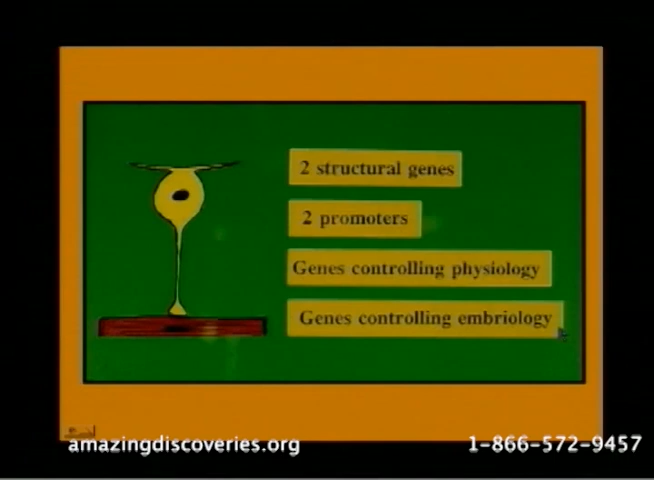 2 structural genes
2 promoters
Genes controlling physiology
Genes controlling embriology
amazingdiscoveries.org
1-866-572-9457